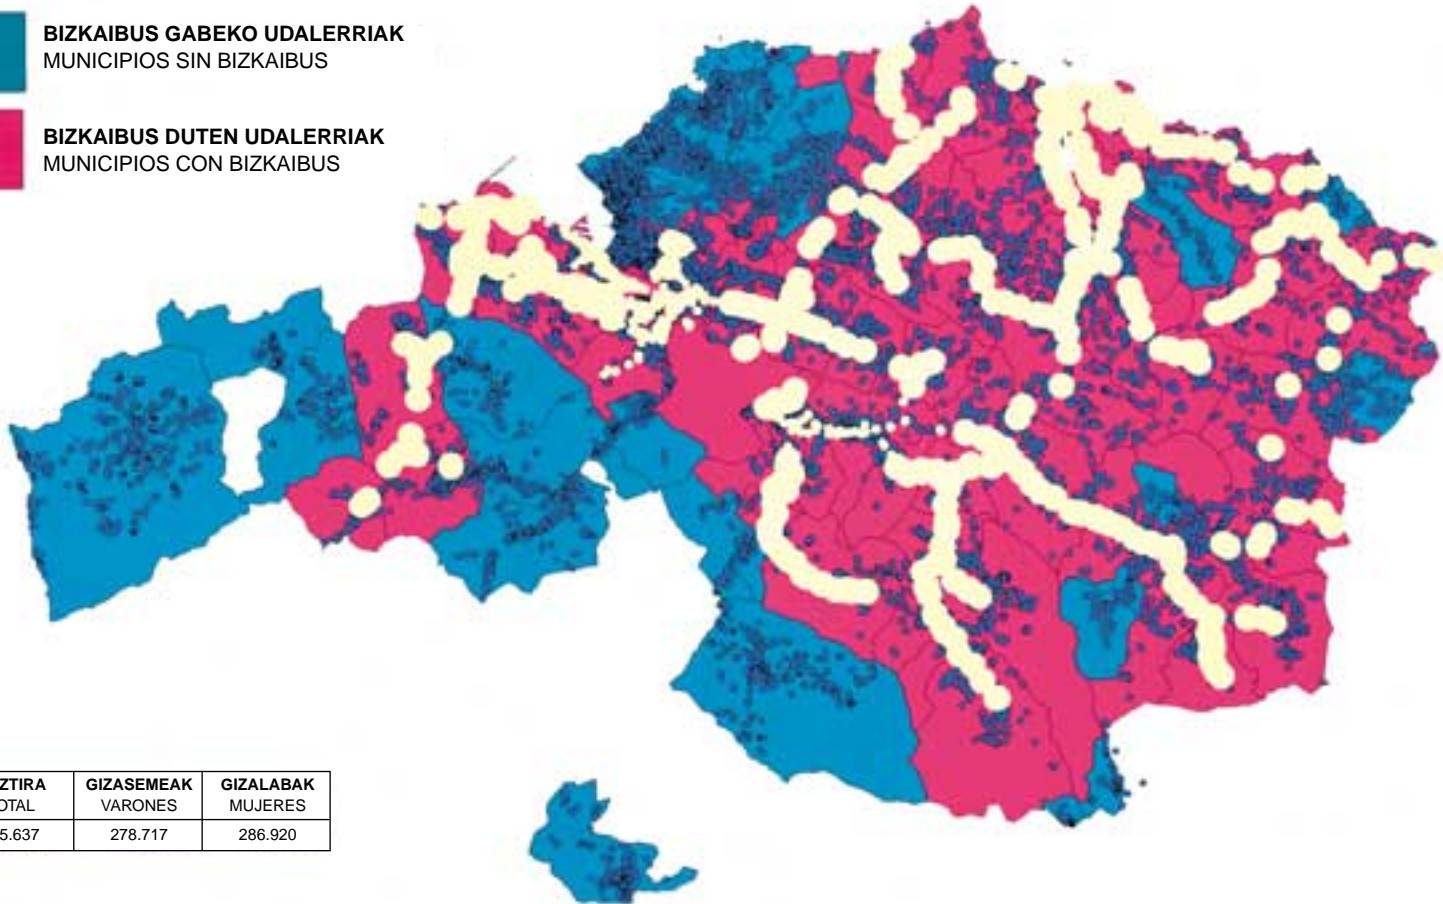 BIZKAIBUS GABEKO UDALERRIAK
MUNICIPIOS SIN BIZKAIBUS
BIZKAIBUS DUTEN UDALERRIAK
MUNICIPIOS CON BIZKAIBUS
GIZASEMEAK GIZALABAK
VARONES MUJERES
278.717 286.920